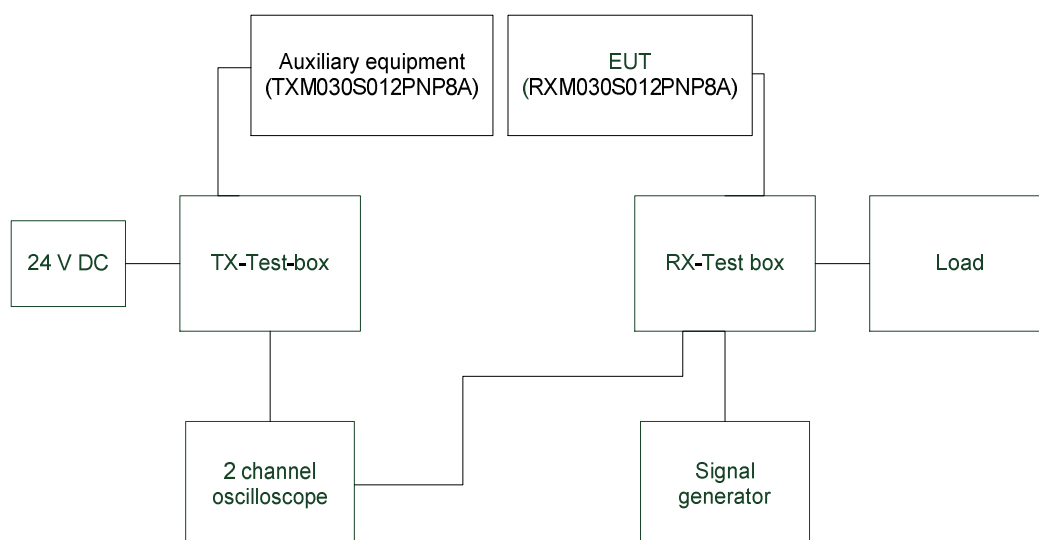 Auxiliary equipment
(TXM030S012PNP8A)
EUT
(RXM030S012PNP8A)
24 V DC
TX-Test-box
RX-Test box
Load
2 channel
oscilloscope
Signal
generator